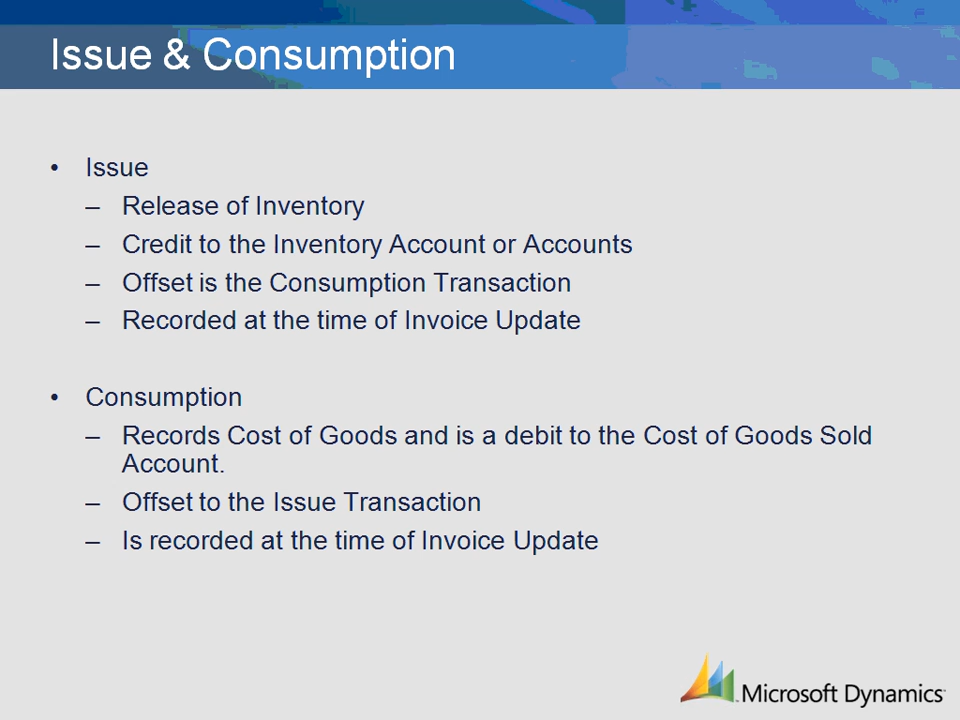 Issue & Consumption
• Issue
– Release of Inventory
– Credit to the Inventory Account or Accounts
– Offset is the Consumption Transaction
– Recorded at the time of Invoice Update
• Consumption
– Records Cost of Goods and is a debit to the Cost of Goods Sold
Account.
– Offset to the Issue Transaction
– Is recorded at the time of Invoice Update
Microsoft Dynamics